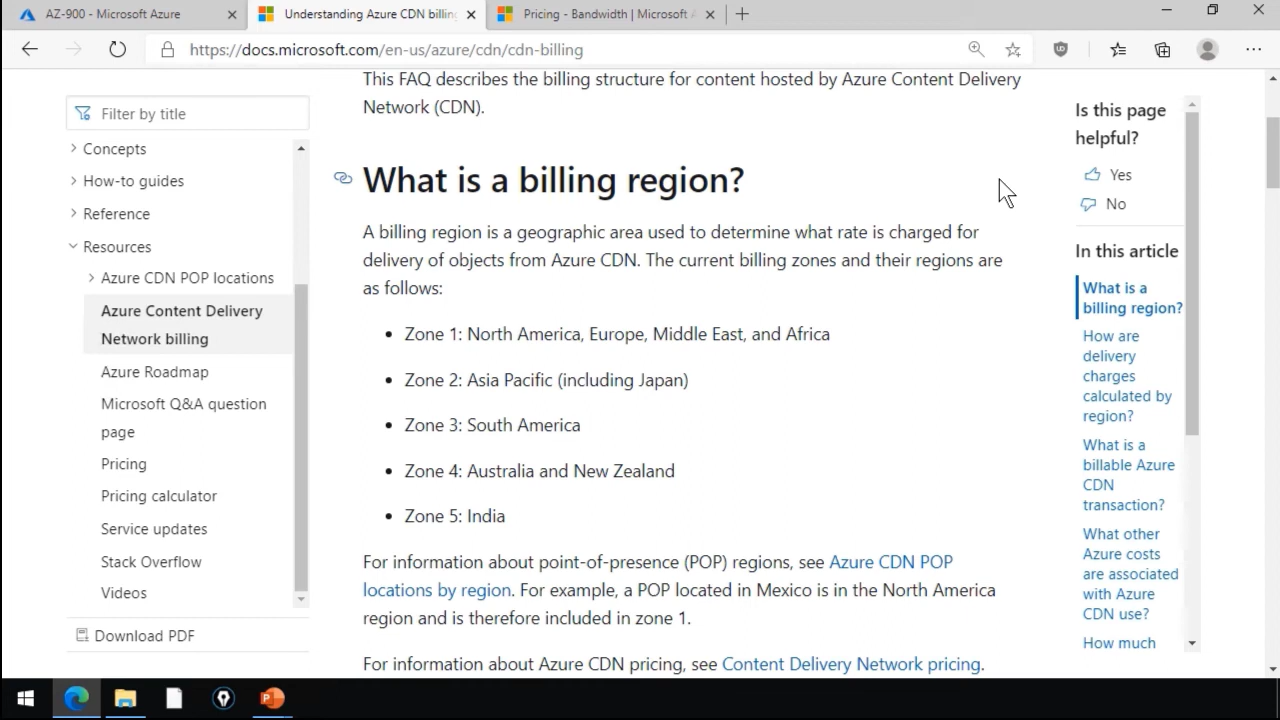 AZ-900 - Microsoft Azure
Understanding Azure CDN billing
Pricing - Bandwidth | Microsoft A
https://docs.microsoft.com/en-us/azure/cdn/cdn-billing
Filter by title
Concepts
How-to guides
Reference
Resources
Azure CDN POP locations
Azure Content Delivery
Network billing
Azure Roadmap
Microsoft Q&A question
page
Pricing
Pricing calculator
Service updates
Stack Overflow
Videos
Download PDF
This FAQ describes the billing structure for content hosted by Azure Content Delivery
Network (CDN).
What is a billing region?
A billing region is a geographic area used to determine what rate is charged for
delivery of objects from Azure CDN. The current billing zones and their regions are
as follows:
• Zone 1: North America, Europe, Middle East, and Africa
• Zone 2: Asia Pacific (including Japan)
• Zone 3: South America
• Zone 4: Australia and New Zealand
• Zone 5: India
For information about point-of-presence (POP) regions, see Azure CDN POP
locations by region. For example, a POP located in Mexico is in the North America
region and is therefore included in zone 1.
For information about Azure CDN pricing, see Content Delivery Network pricing.
Is this page
helpful?
Yes
No
In this article
What is a
billing region?
How are
delivery
charges
calculated by
region?
What is a
billable Azure
CDN
transaction?
What other
Azure costs
are associated
with Azure
CDN use?
How much